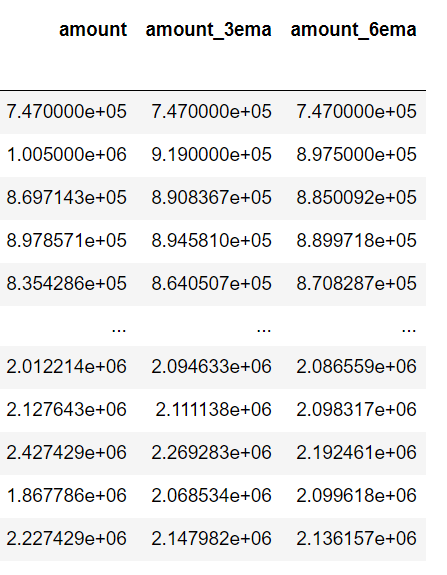 amount amount_3ema amount_6ema
7.470000e+05 7.470000e+05 7.470000e+05
1.005000e+06 9.190000e+05 8.975000e+05
8.697143e+05 8.908367e+05 8.850092e+05
8.978571e+05 8.945810e+05 8.899718e+05
8.354286e+05 8.640507e+05 8.708287e+05
... ... ...
2.012214e+06 2.094633e+06 2.086559e+06
2.127643e+06 2.111138e+06 2.098317e+06
2.427429e+06 2.269283e+06 2.192461e+06
1.867786e+06 2.068534e+06 2.099618e+06
2.227429e+06 2.147982e+06 2.136157e+06